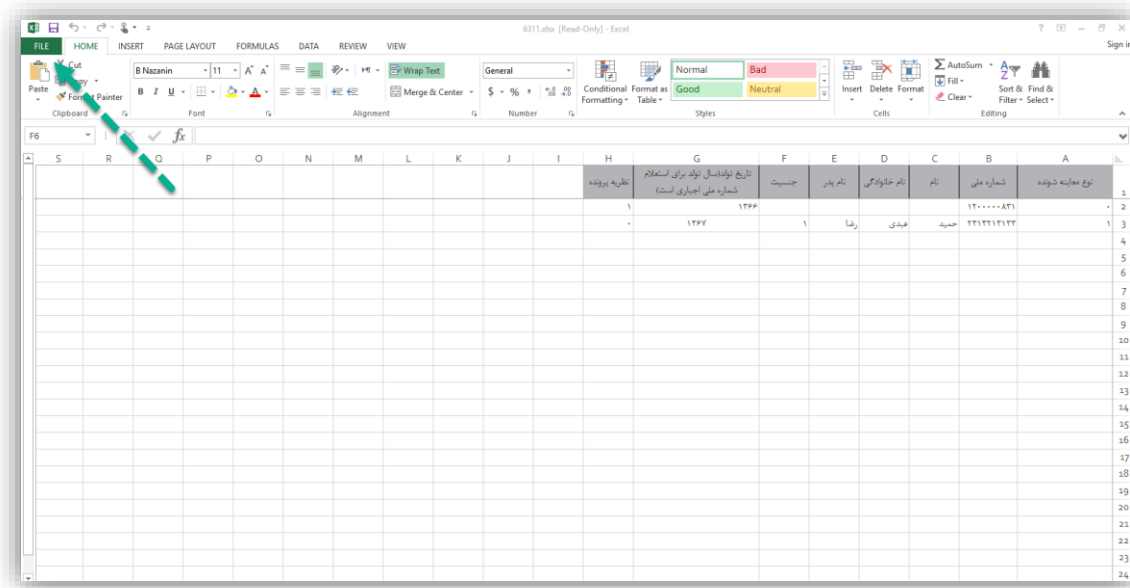 6311.xlsx [Read-Only] - Excel
FILE HOME INSERT PAGE LAYOUT FORMULAS DATA REVIEW VIEW Sign in
Cut
Format Painter
Paste
B Nazanin 11
B I U
Wrap Text
Merge & Center
General
$ % ,
Conditional Formatting
Format as Table
Normal Bad
Good Neutral
Insert Delete Format
AutoSum
Fill
Clear
Sort & Filter
Find & Select
Clipboard Font Alignment Number Styles Cells Editing
F6 fx
S R Q P O N M L K J I H G F E D C B A
1 نوع معاینه شونده شماره ملی نام نام خانوادگی نام پدر جنسیت تاریخ تولد(سال تولد برای استعلام شماره ملی اجباری است) نظریه پرونده
2 ۰ ۱۲۰۰۰۰۰۸۳۱ ۱۳۶۶ ۱
3 ۱ ۲۳۱۳۲۱۳۱۳۳ حمید عبدی رضا ۱ ۱۳۶۷ ۰
4
5
6
7
8
9
10
11
12
13
14
15
16
17
18
19
20
21
22
23
24